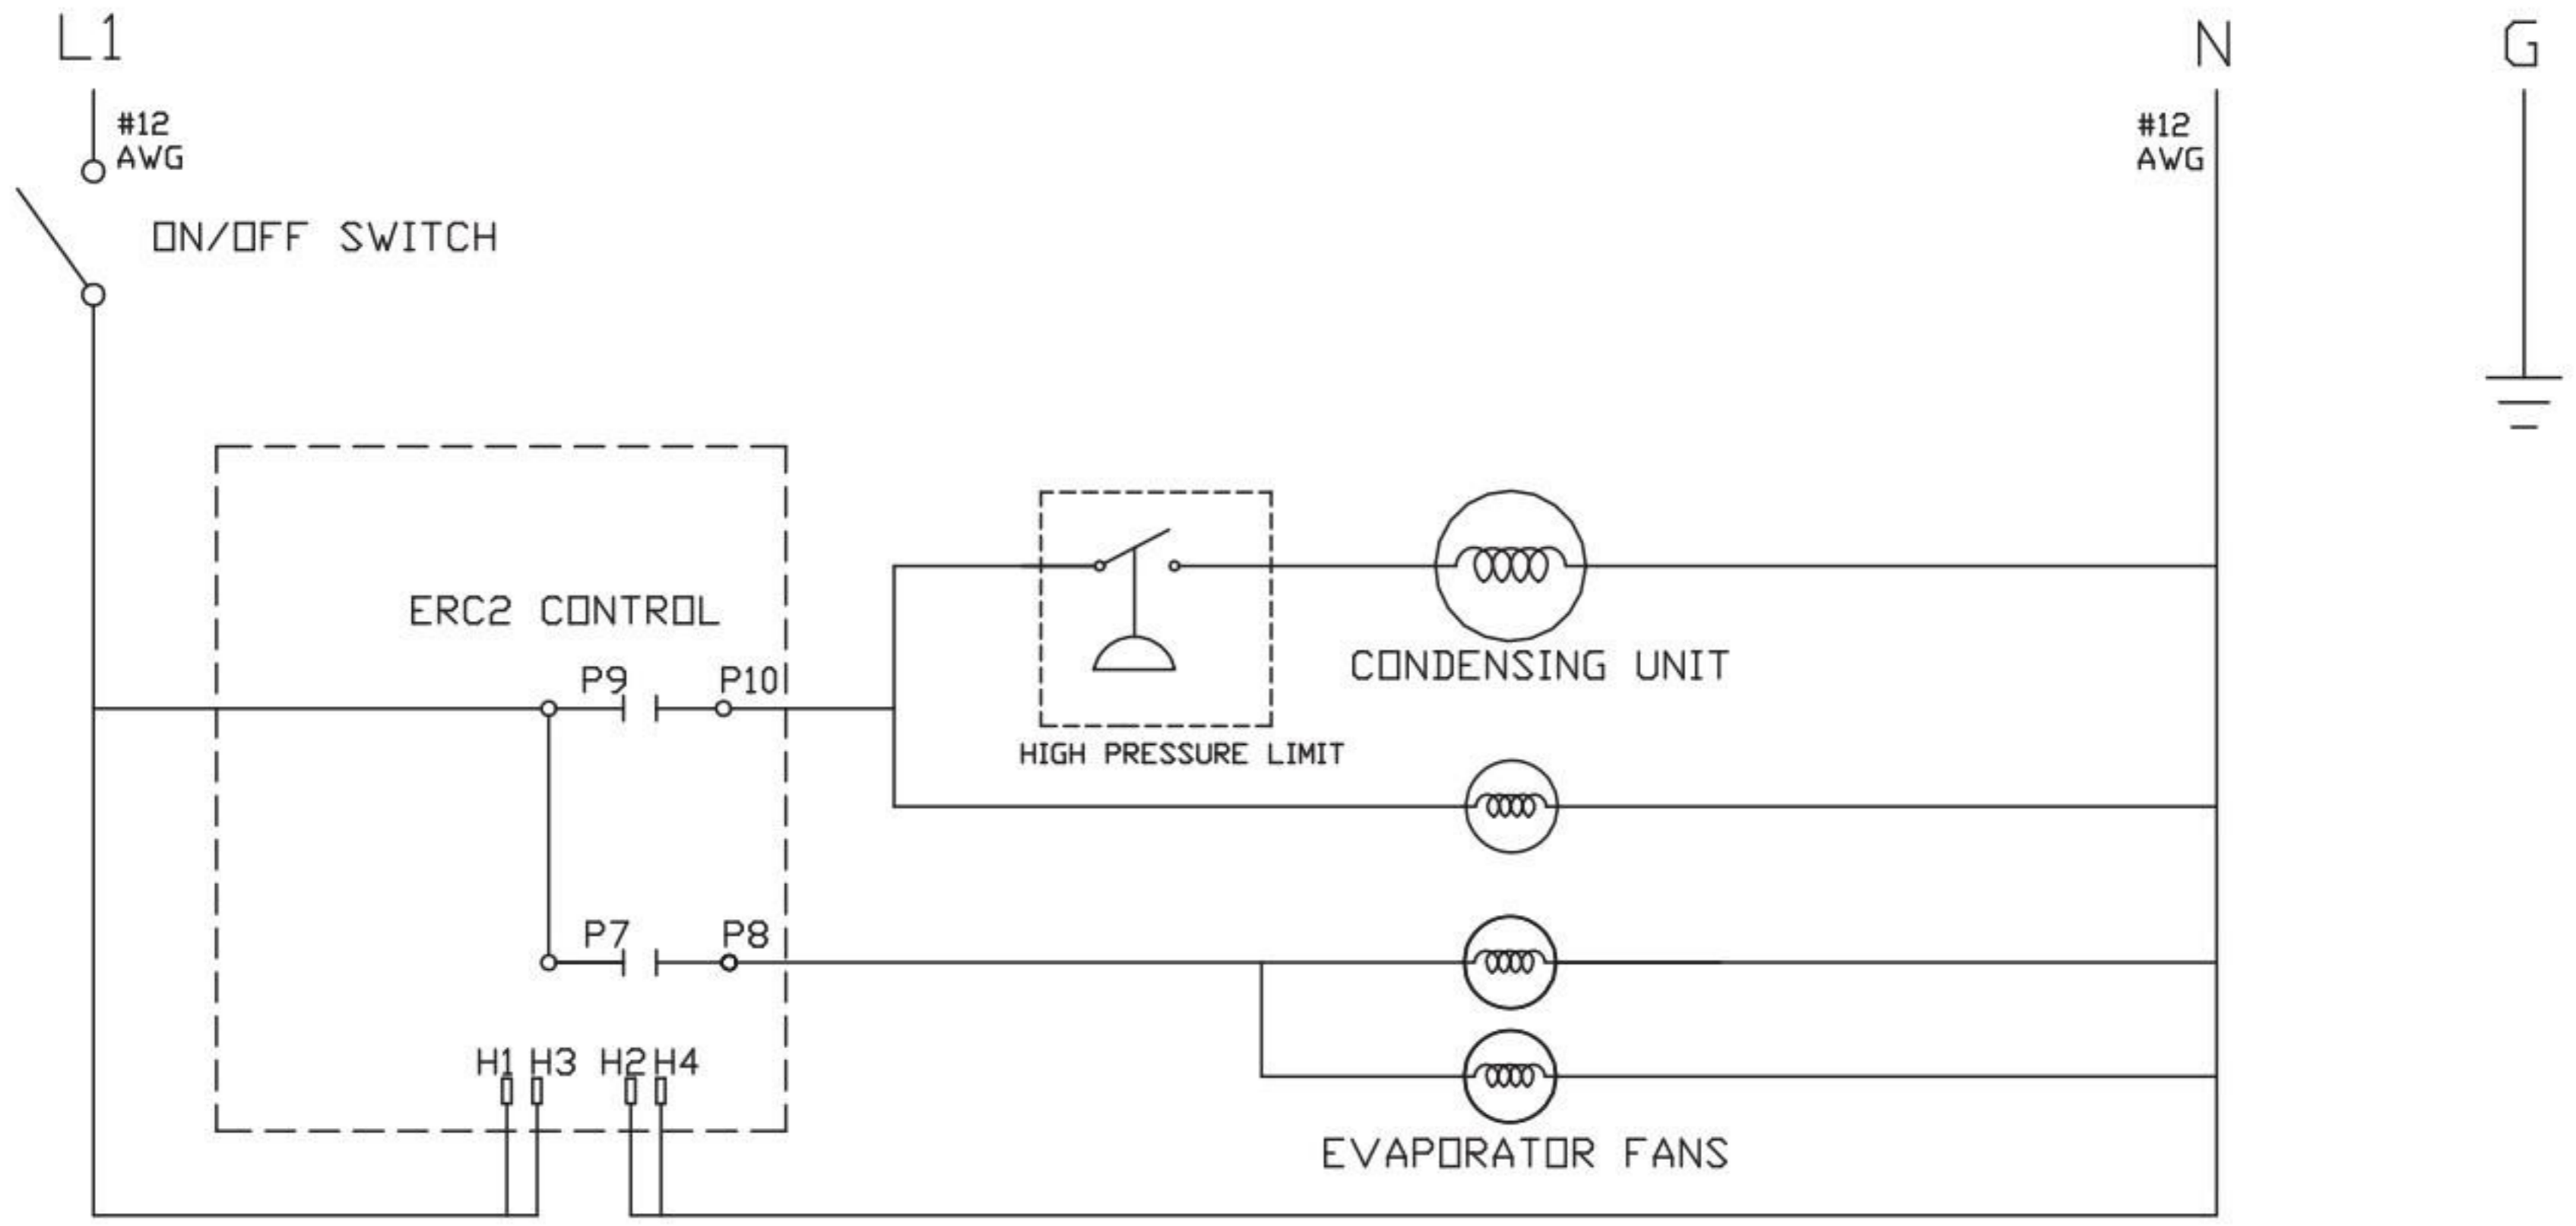 L1
N
G
#12
AWG
#12
AWG
ON/OFF SWITCH
ERC2 CONTROL
P9
P10
CONDENSING UNIT
HIGH PRESSURE LIMIT
P7
P8
H1 H3 H2 H4
EVAPORATOR FANS